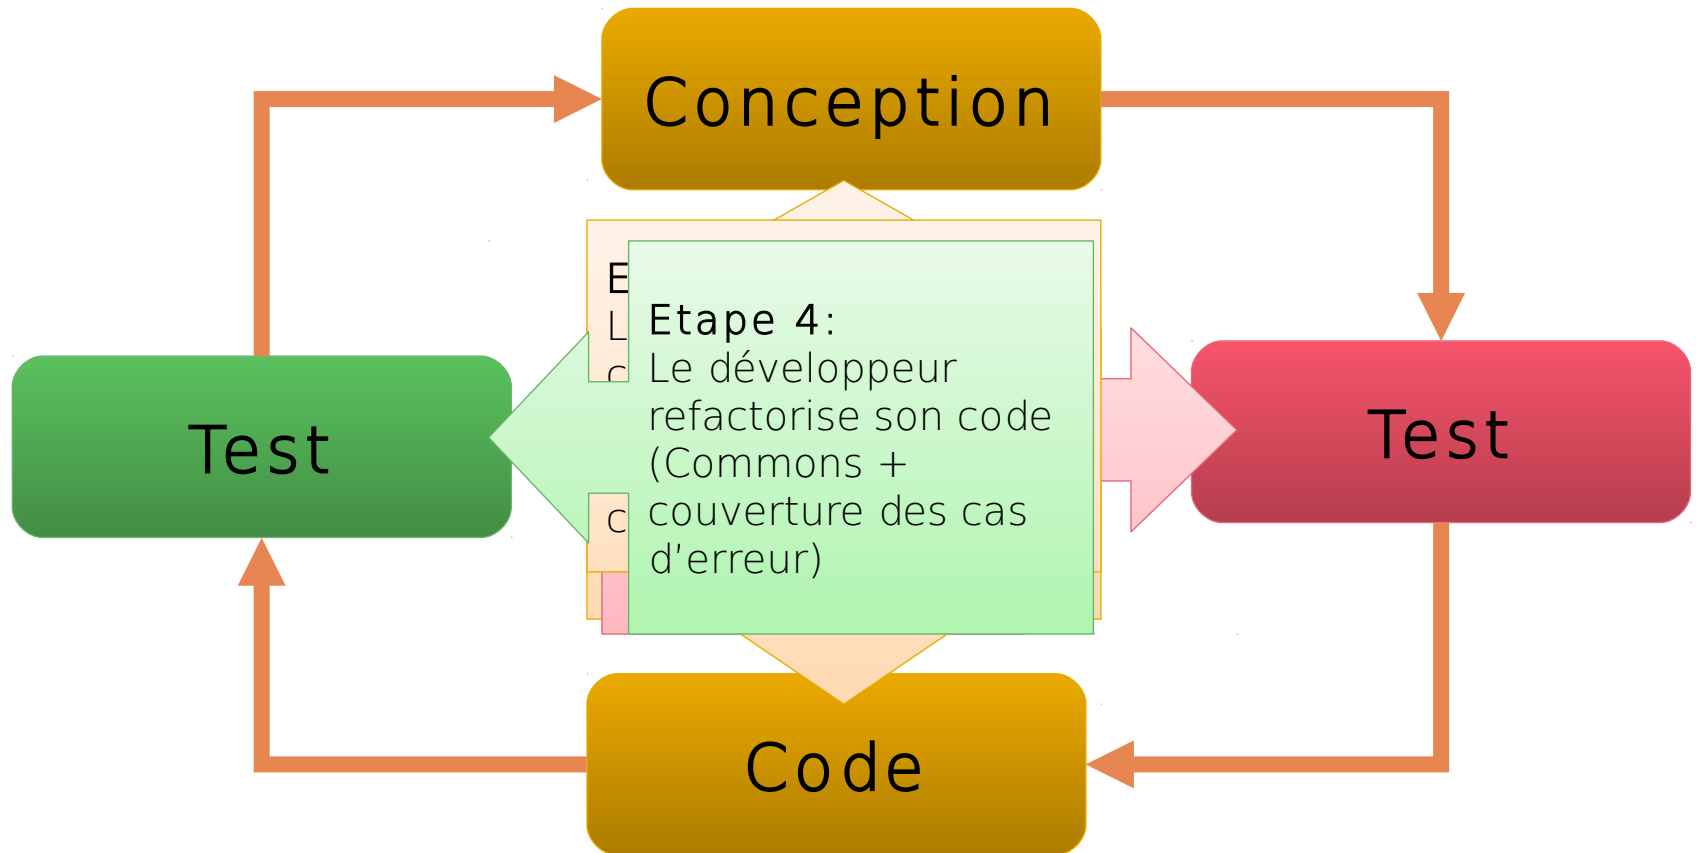 Conception
Etape 4:
Le développeur
refactorise son code
(Commons +
couverture des cas
d'erreur)
Test
Test
Code